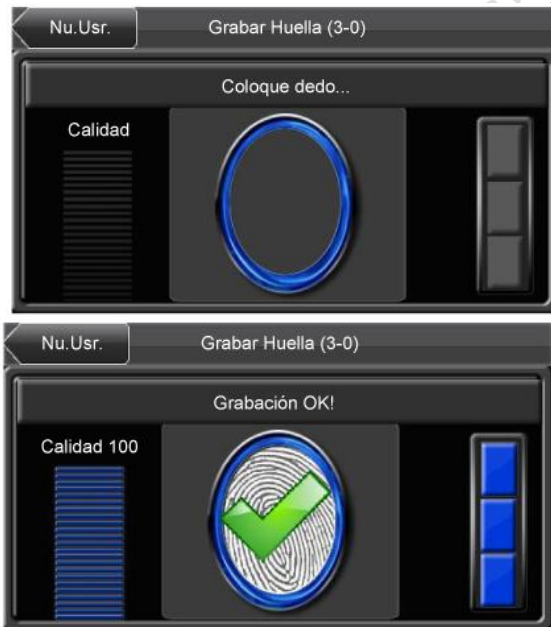 Nu.Usr.
Grabar Huella (3-0)
Coloque dedo...
Calidad
Nu.Usr.
Grabar Huella (3-0)
Grabación OK!
Calidad 100